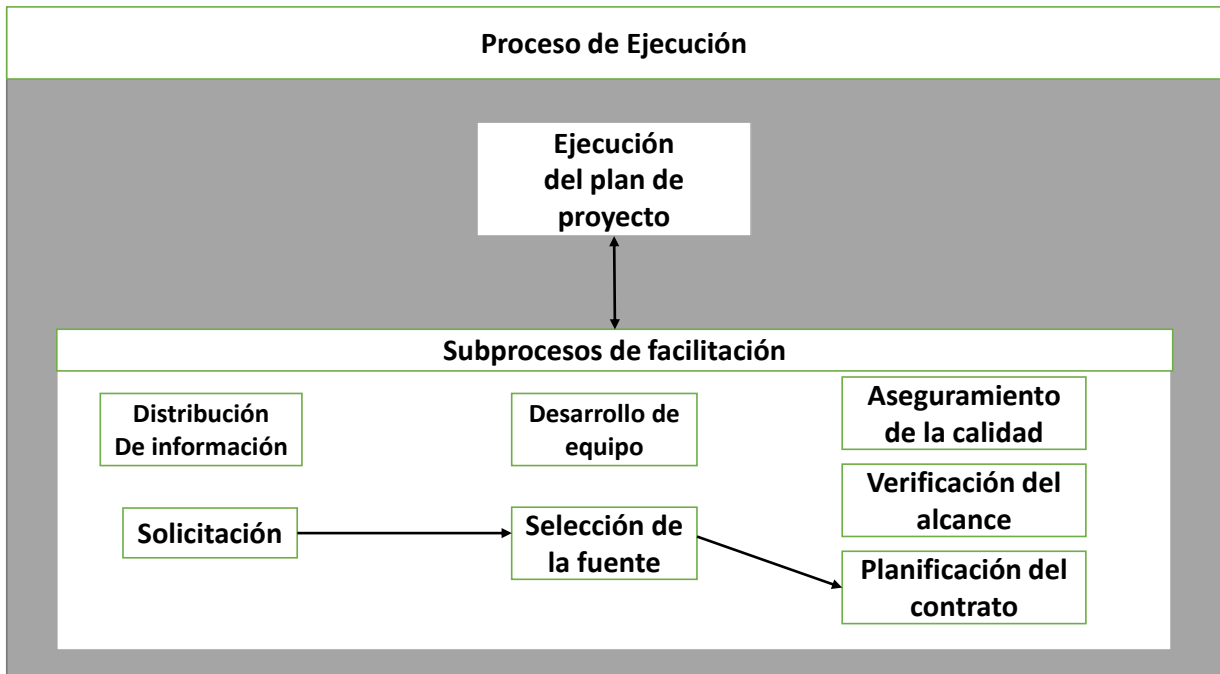 Proceso de Ejecución
Ejecución
del plan de
proyecto
Subprocesos de facilitación
Distribución
De información
Desarrollo de
equipo
Aseguramiento
de la calidad
Verificación del
alcance
Solicitación
Selección de
la fuente
Planificación del
contrato